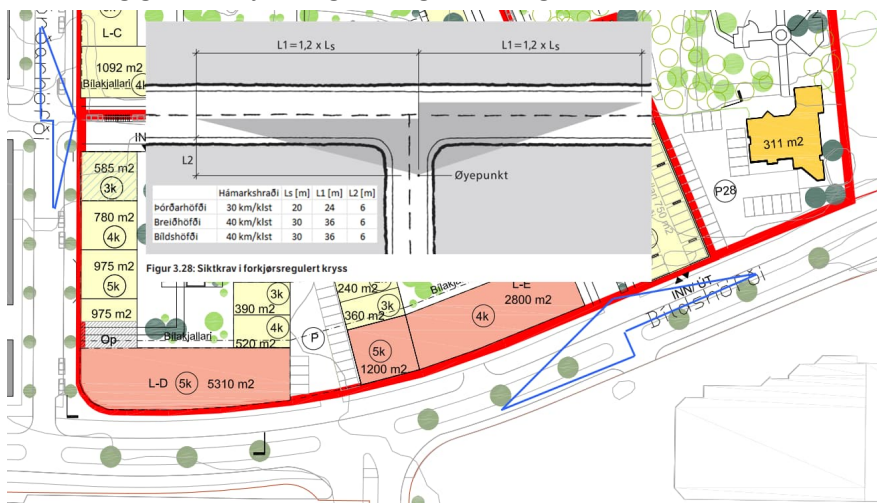 L-C
1092 m2
Bílakjallari
585 m2
3k
780 m2
4k
975 m2
5k
975 m2
Op
Bílakjallari
L-D 5k 5310 m2
390 m2
3k
4k
520 m2
240 m2
3k
360 m2
P
5k
1200 m2
L-E
2800 m2
4k
INN/ ÚT
Bíldshöfði
P28
311 m2
L1=1,2 x Ls L1=1,2 x Ls
L2
Øyepunkt
Hámarkshraði Ls [m] L1 [m] L2 [m]
Þórðarhöfði 30 km/klst 20 24 6
Breiðhöfði 40 km/klst 30 36 6
Bíldshöfði 40 km/klst 30 36 6
Figur 3.28: Siktkrav i forkjørsregulert kryss